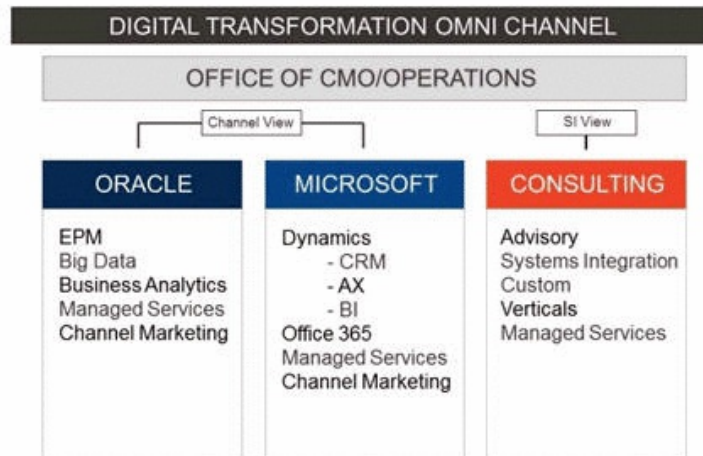 DIGITAL TRANSFORMATION OMNI CHANNEL
OFFICE OF CMO/OPERATIONS
Channel View
SI View
ORACLE
EPM
Big Data
Business Analytics
Managed Services
Channel Marketing
MICROSOFT
Dynamics
- CRM
- AX
- BI
Office 365
Managed Services
Channel Marketing
CONSULTING
Advisory
Systems Integration
Custom
Verticals
Managed Services